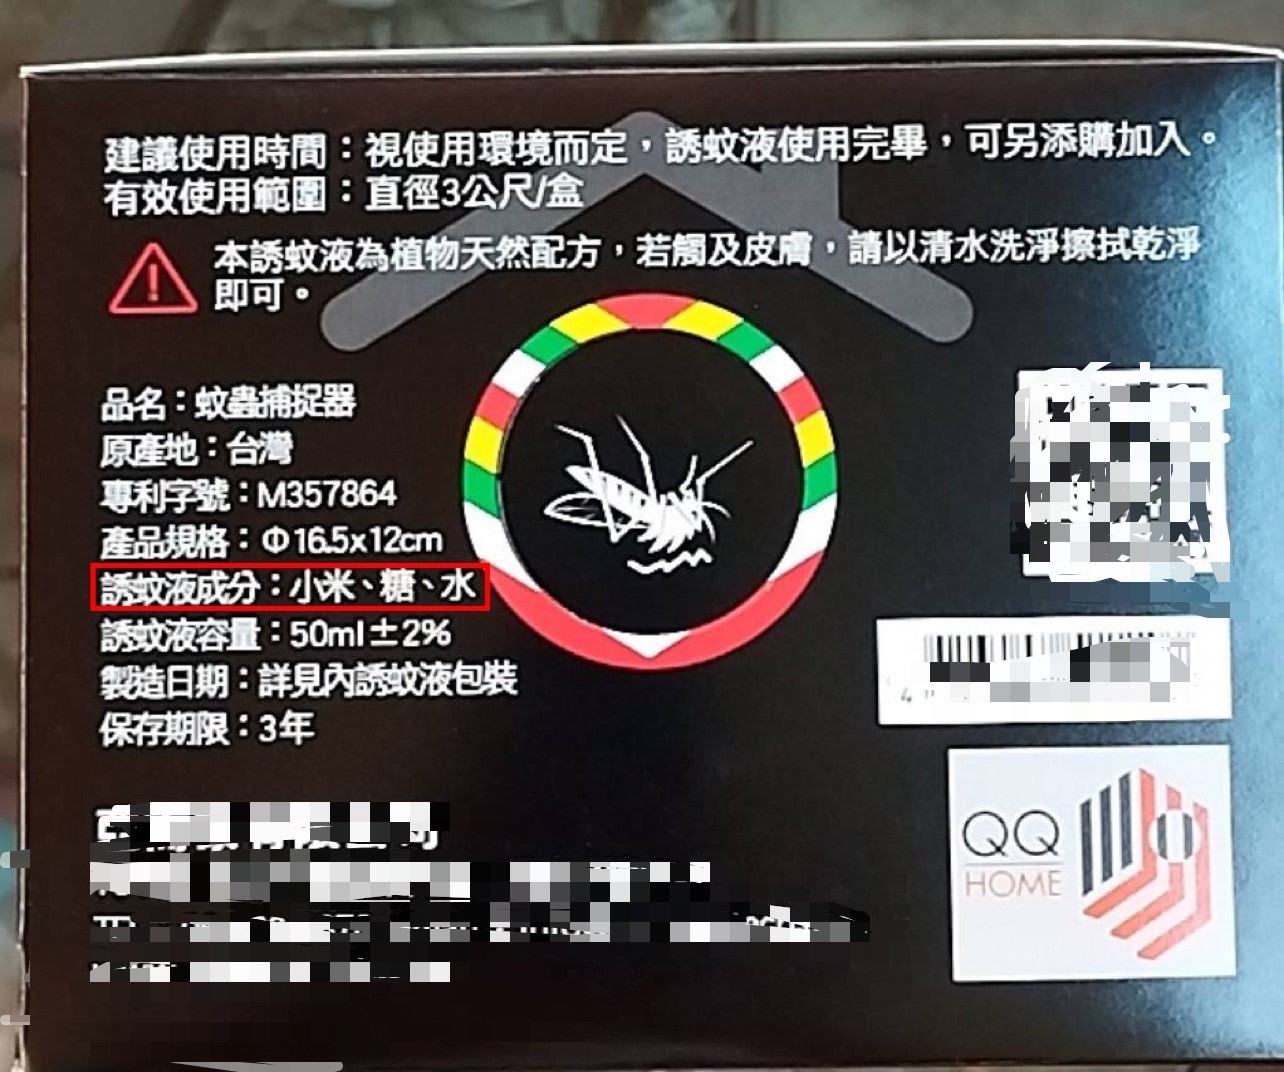 建議使用時間：視使用環境而定，誘蚊液使用完畢，可另添購加入。
有效使用範圍：直徑3公尺/盒
本誘蚊液為植物天然配方，若觸及皮膚，請以清水洗淨擦拭乾淨
即可。
品名：蚊蟲捕捉器
原產地：台灣
專利字號：M357864
產品規格：Φ16.5x12cm
誘蚊液成分：小米、糖、水
誘蚊液容量：50ml±2%
製造日期：詳見內誘蚊液包裝
保存期限：3年
QQ
HOME